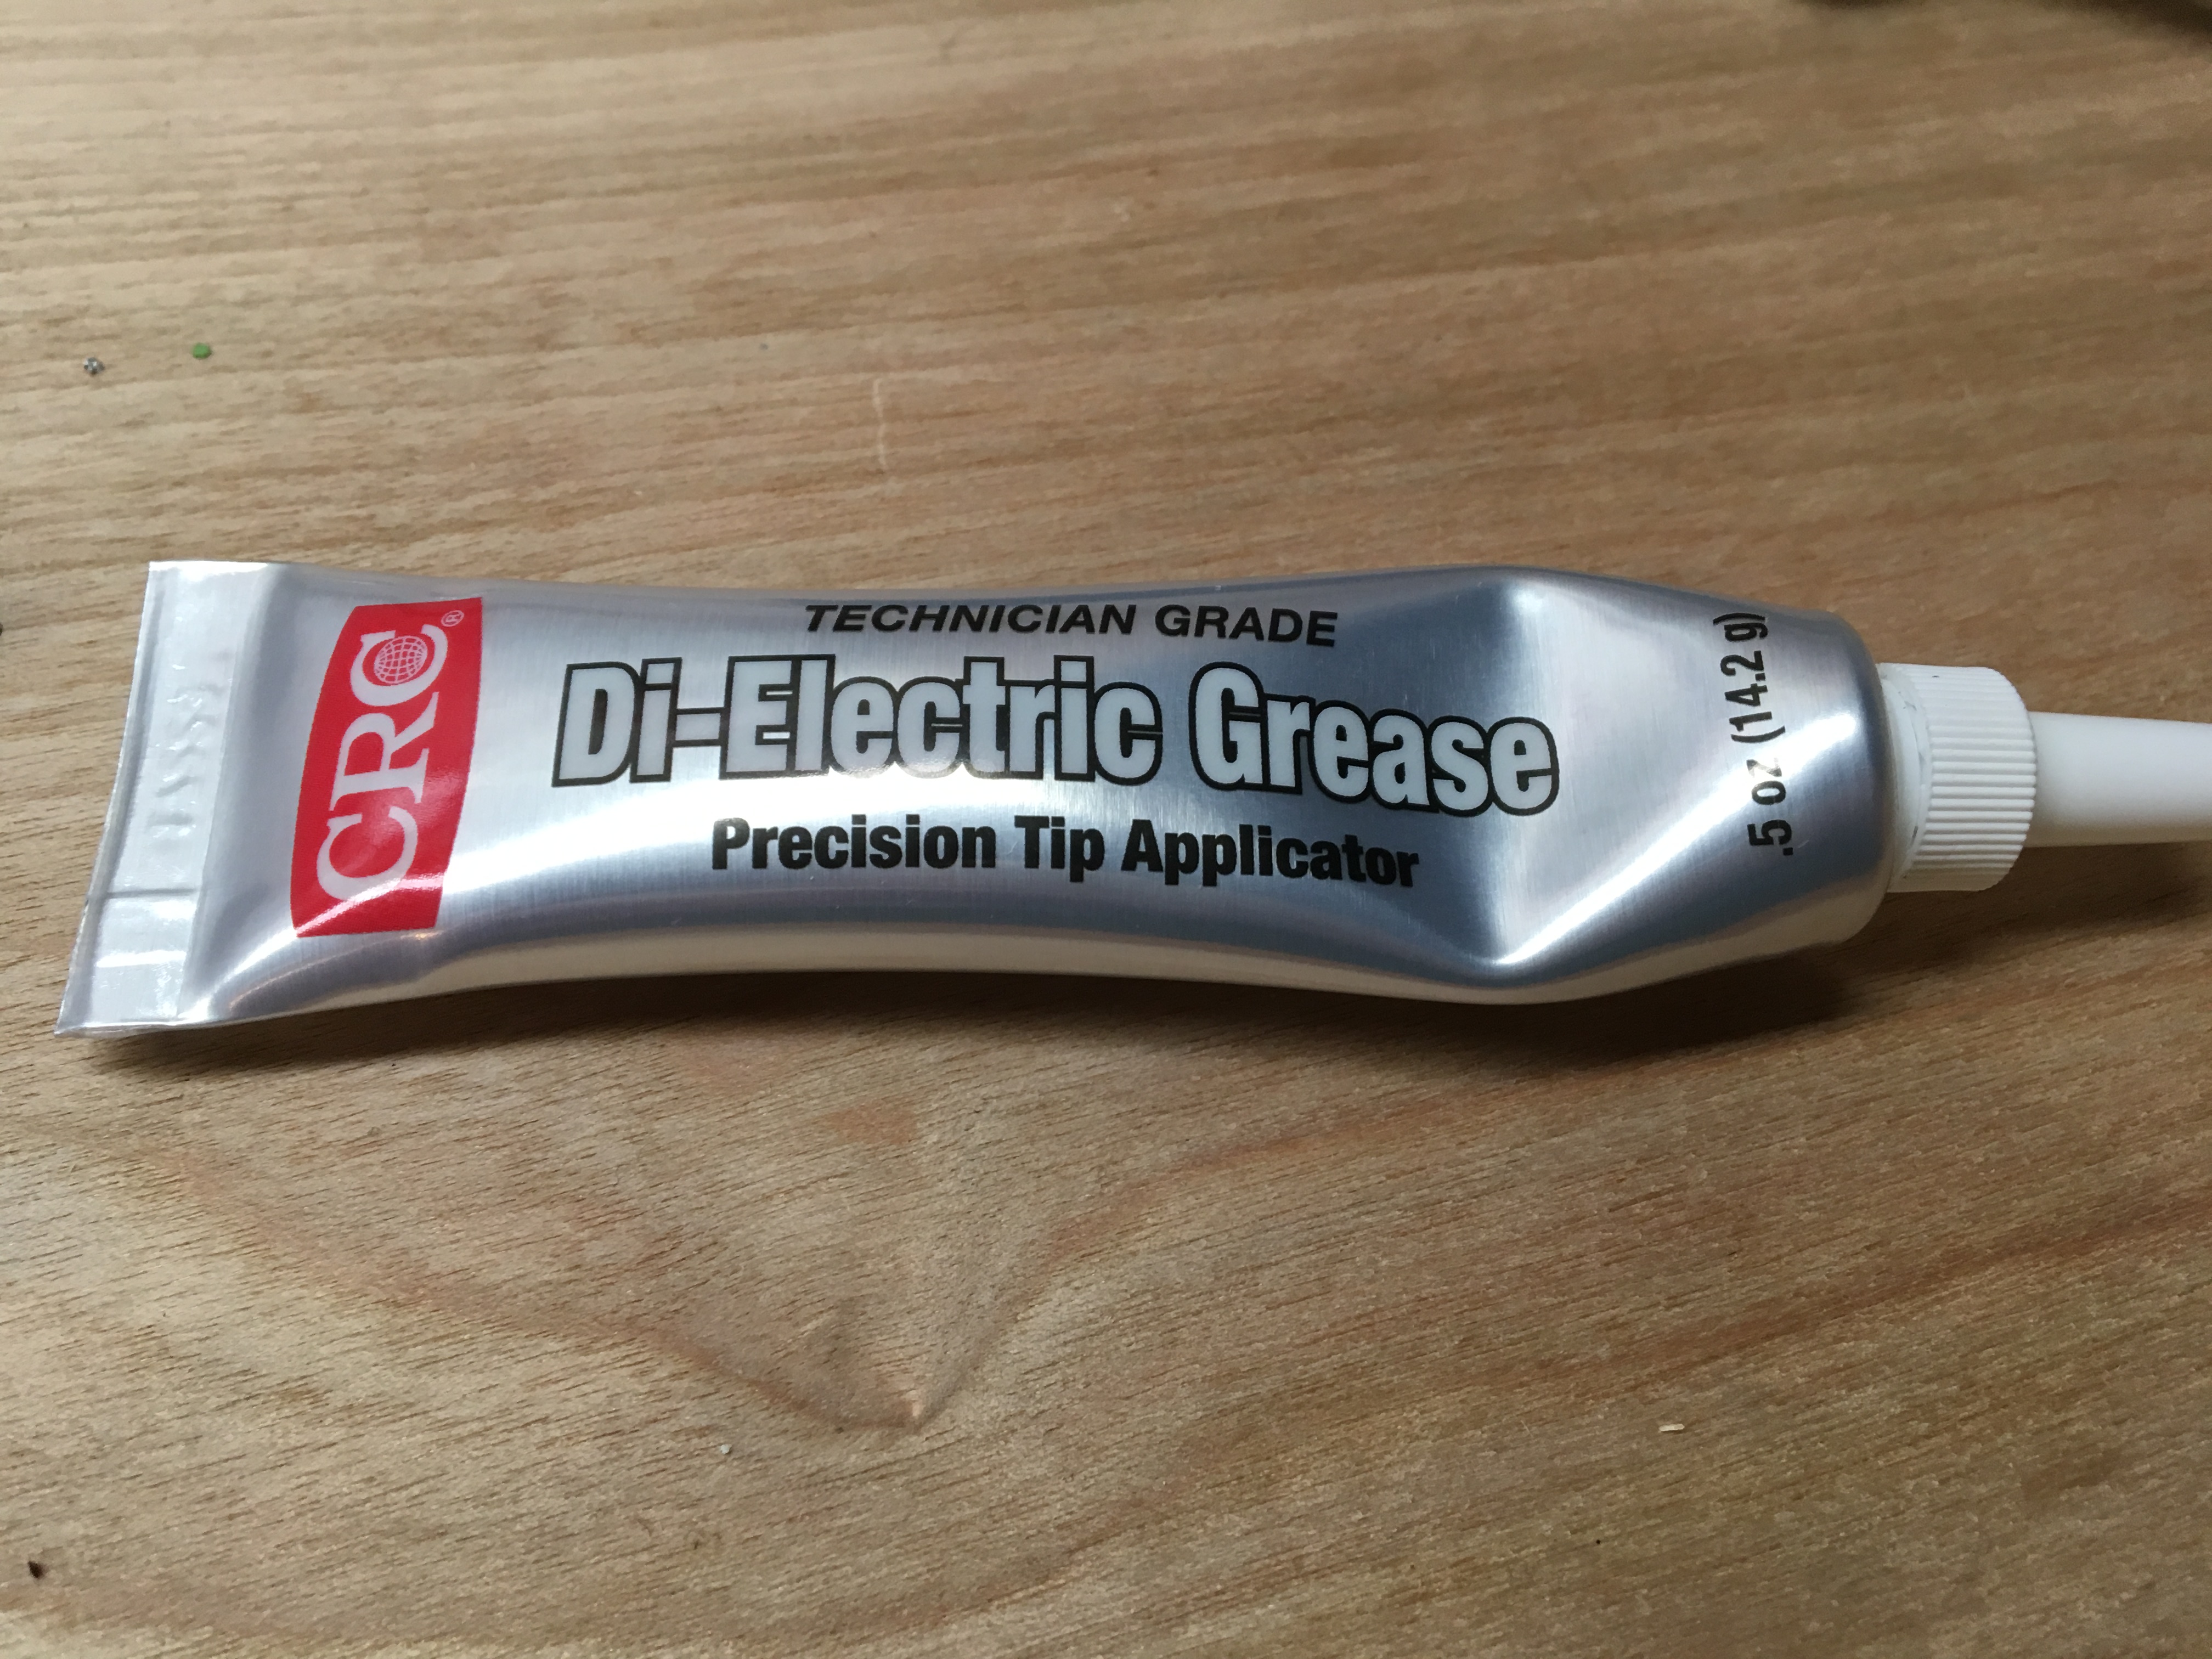 CRC®
TECHNICIAN GRADE
Di-Electric Grease
Precision Tip Applicator
.5 oz (14.2 g)